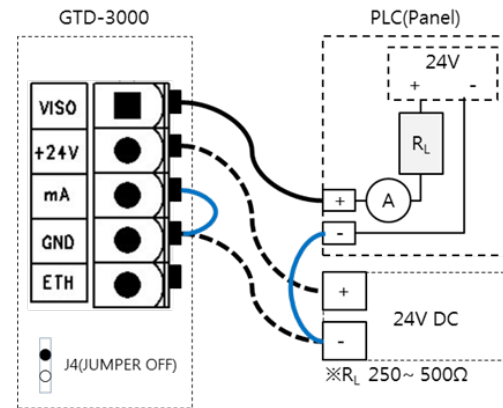 GTD-3000
PLC(Panel)
24V
+ -
VISO
+24V
mA
GND
ETH
RL
+
A
-
+
24V DC
-
J4(JUMPER OFF)
※RL 250~ 500Ω